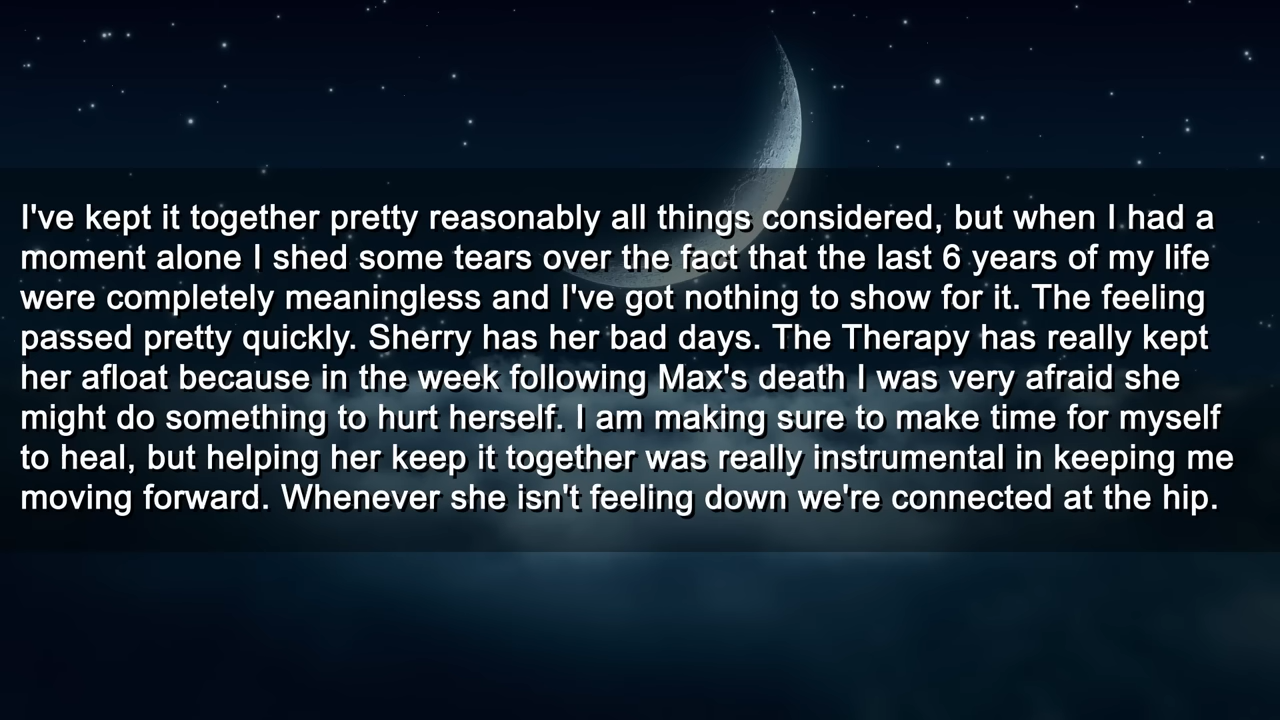 I've kept it together pretty reasonably all things considered, but when I had a
moment alone I shed some tears over the fact that the last 6 years of my life
were completely meaningless and I've got nothing to show for it. The feeling
passed pretty quickly. Sherry has her bad days. The Therapy has really kept
her afloat because in the week following Max's death I was very afraid she
might do something to hurt herself. I am making sure to make time for myself
to heal, but helping her keep it together was really instrumental in keeping me
moving forward. Whenever she isn't feeling down we're connected at the hip.